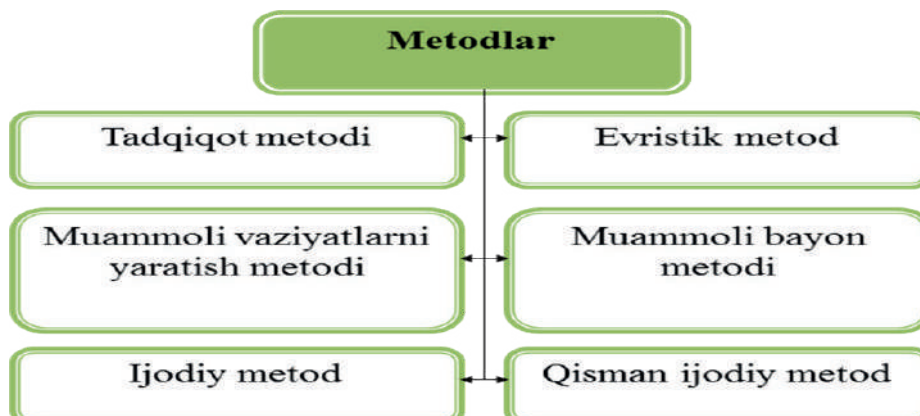 Metodlar
Tadqiqot metodi
Evristik metod
Muammoli vaziyatlarni
yaratish metodi
Muammoli bayon
metodi
Ijodiy metod
Qisman ijodiy metod